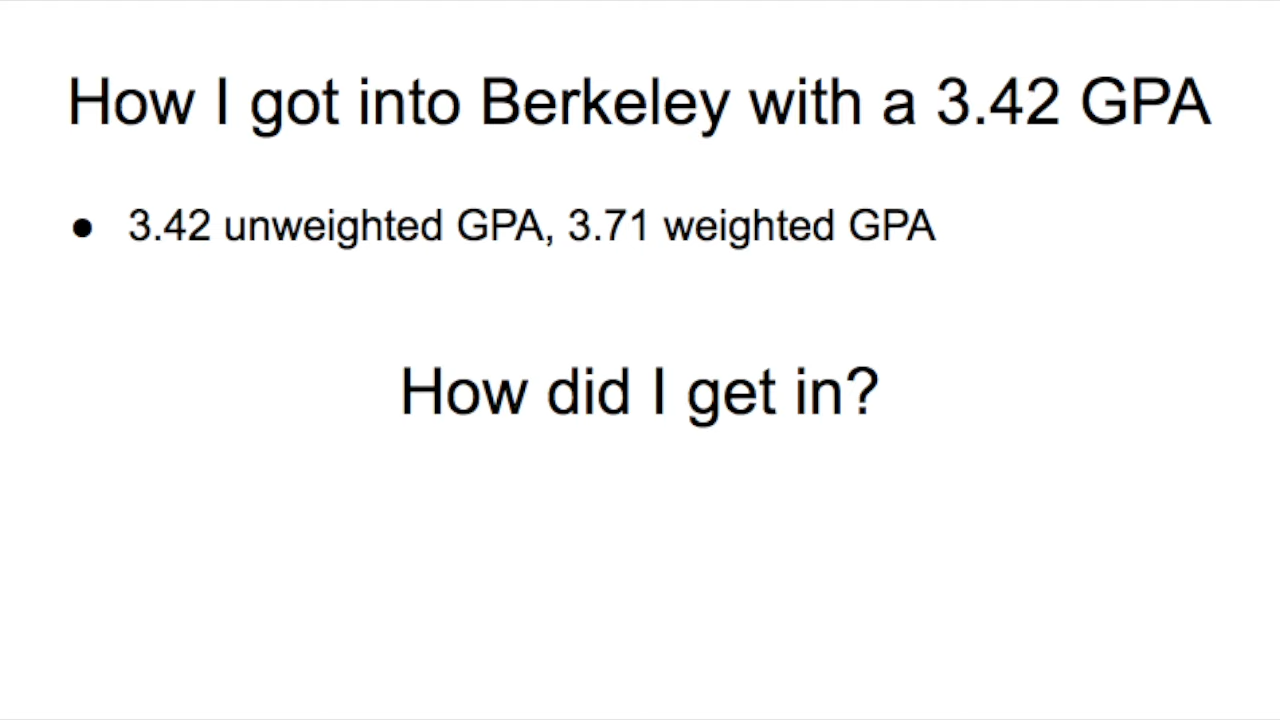 How I got into Berkeley with a 3.42 GPA
● 3.42 unweighted GPA, 3.71 weighted GPA
How did I get in?